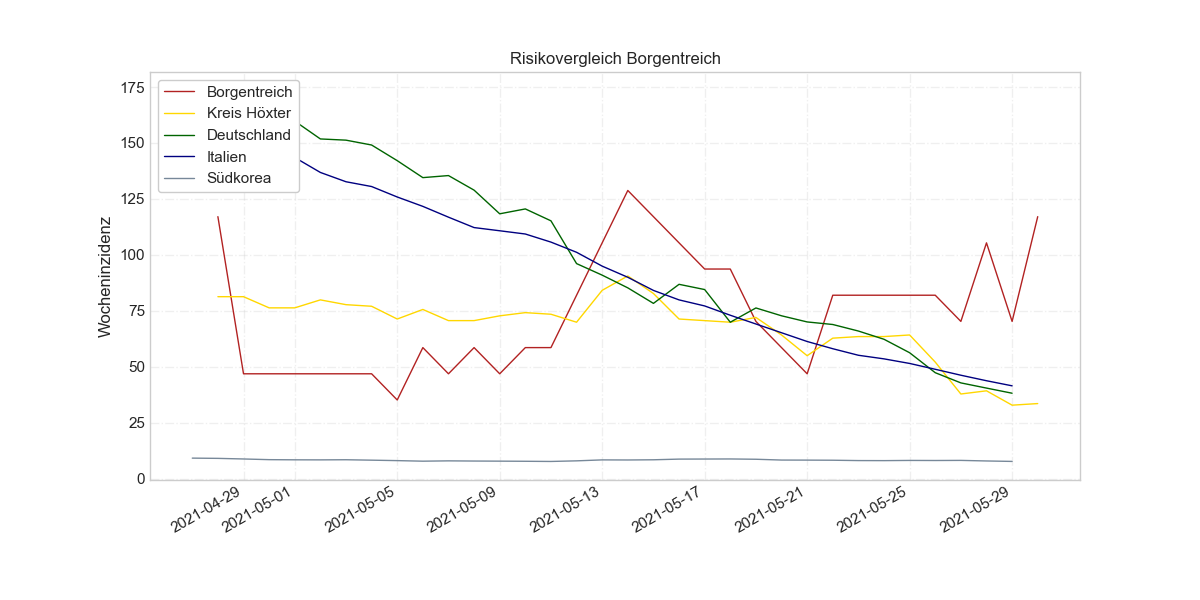 Risikovergleich Borgentreich
Borgentreich
Kreis Höxter
Deutschland
Italien
Südkorea
Wocheninzidenz
175
150
125
100
75
50
25
0
2021-04-29
2021-05-01
2021-05-05
2021-05-09
2021-05-13
2021-05-17
2021-05-21
2021-05-25
2021-05-29